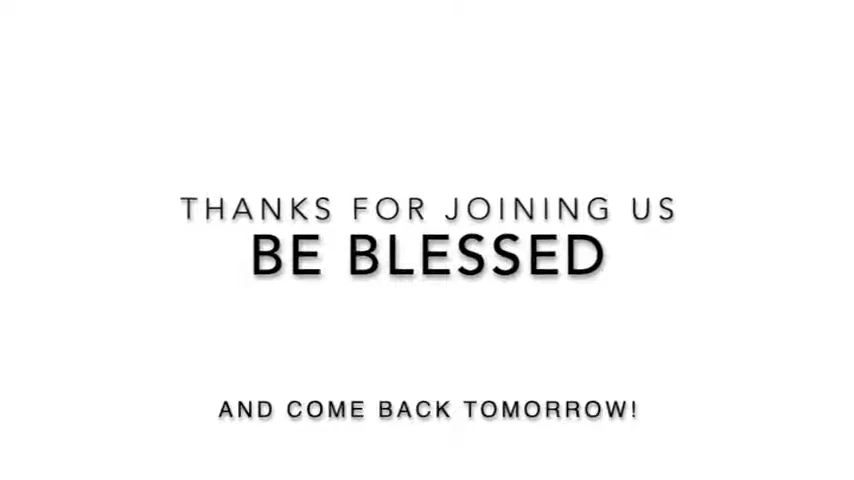 THANKS FOR JOINING US
BE BLESSED
AND COME BACK TOMORROW!